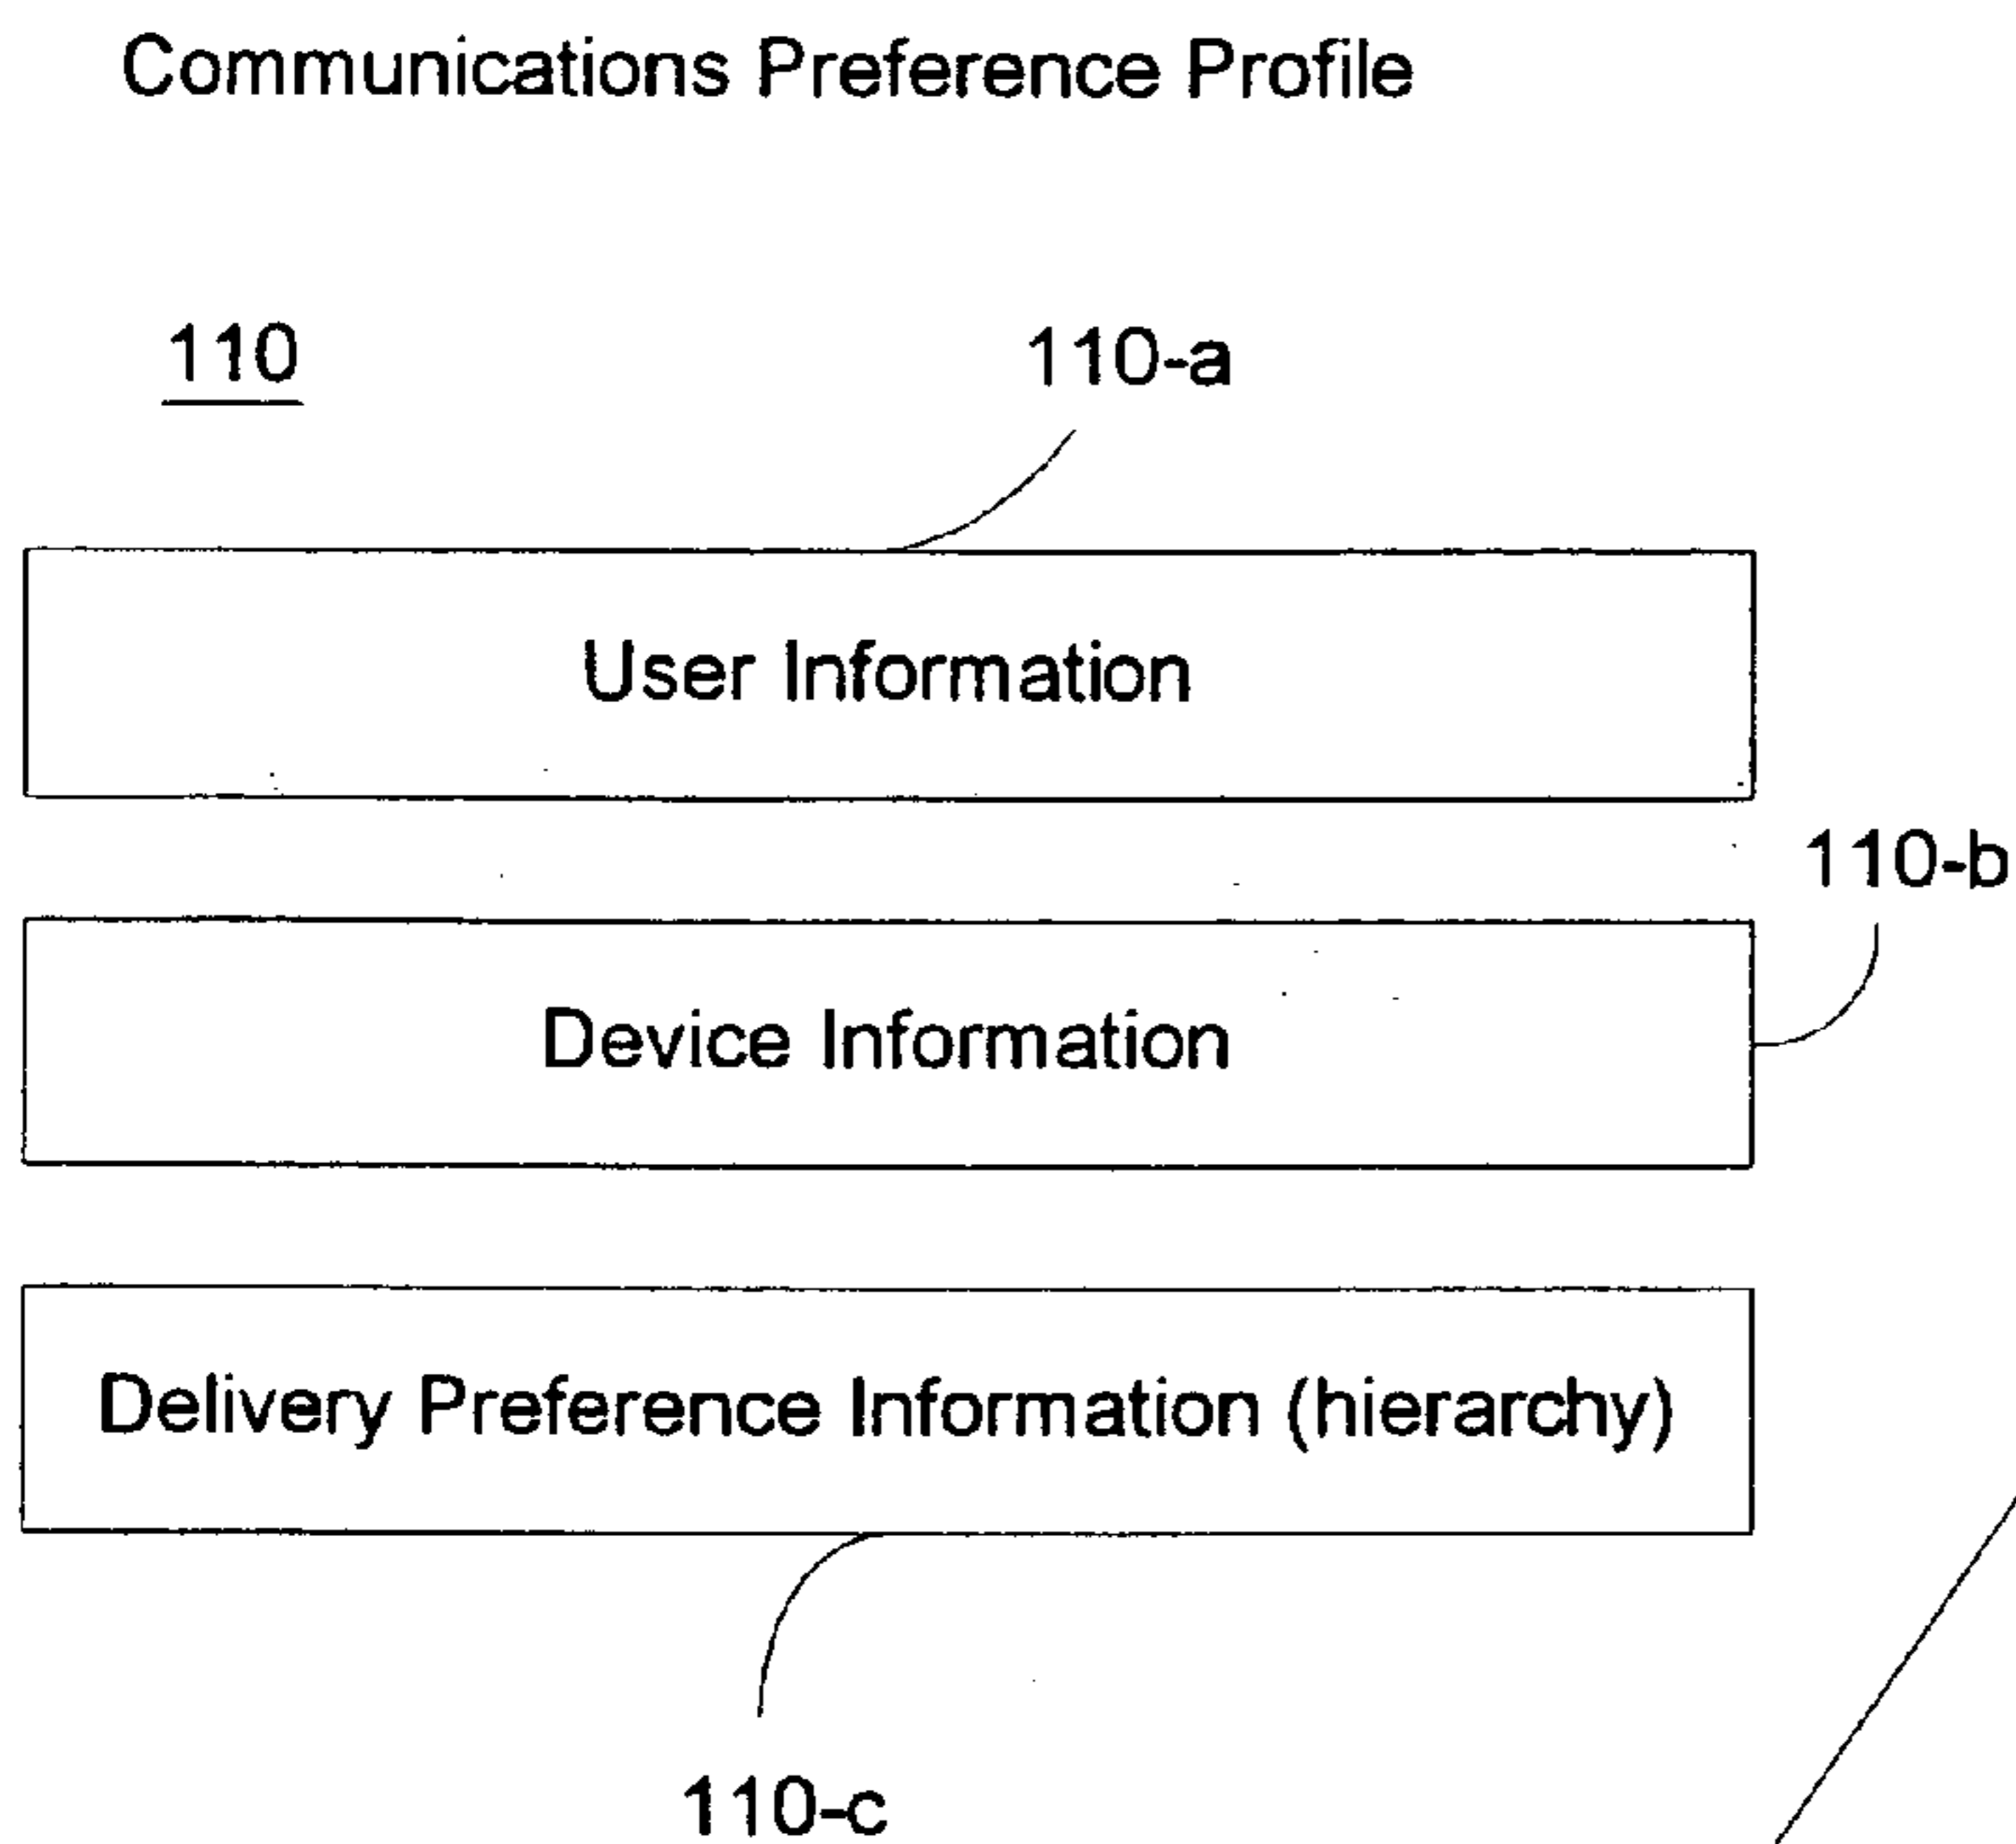 Communications Preference Profile
110
110-a
User Information
110-b
Device Information
Delivery Preference Information (hierarchy)
110-c